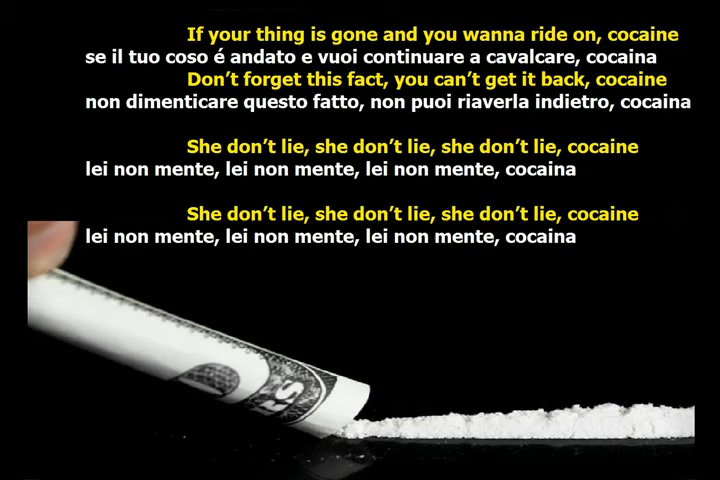 If your thing is gone and you wanna ride on, cocaine
se il tuo coso é andato e vuoi continuare a cavalcare, cocaina
Don’t forget this fact, you can’t get it back, cocaine
non dimenticare questo fatto, non puoi riaverla indietro, cocaina
She don’t lie, she don’t lie, she don’t lie, cocaine
lei non mente, lei non mente, lei non mente, cocaina
She don’t lie, she don’t lie, she don’t lie, cocaine
lei non mente, lei non mente, lei non mente, cocaina
RS